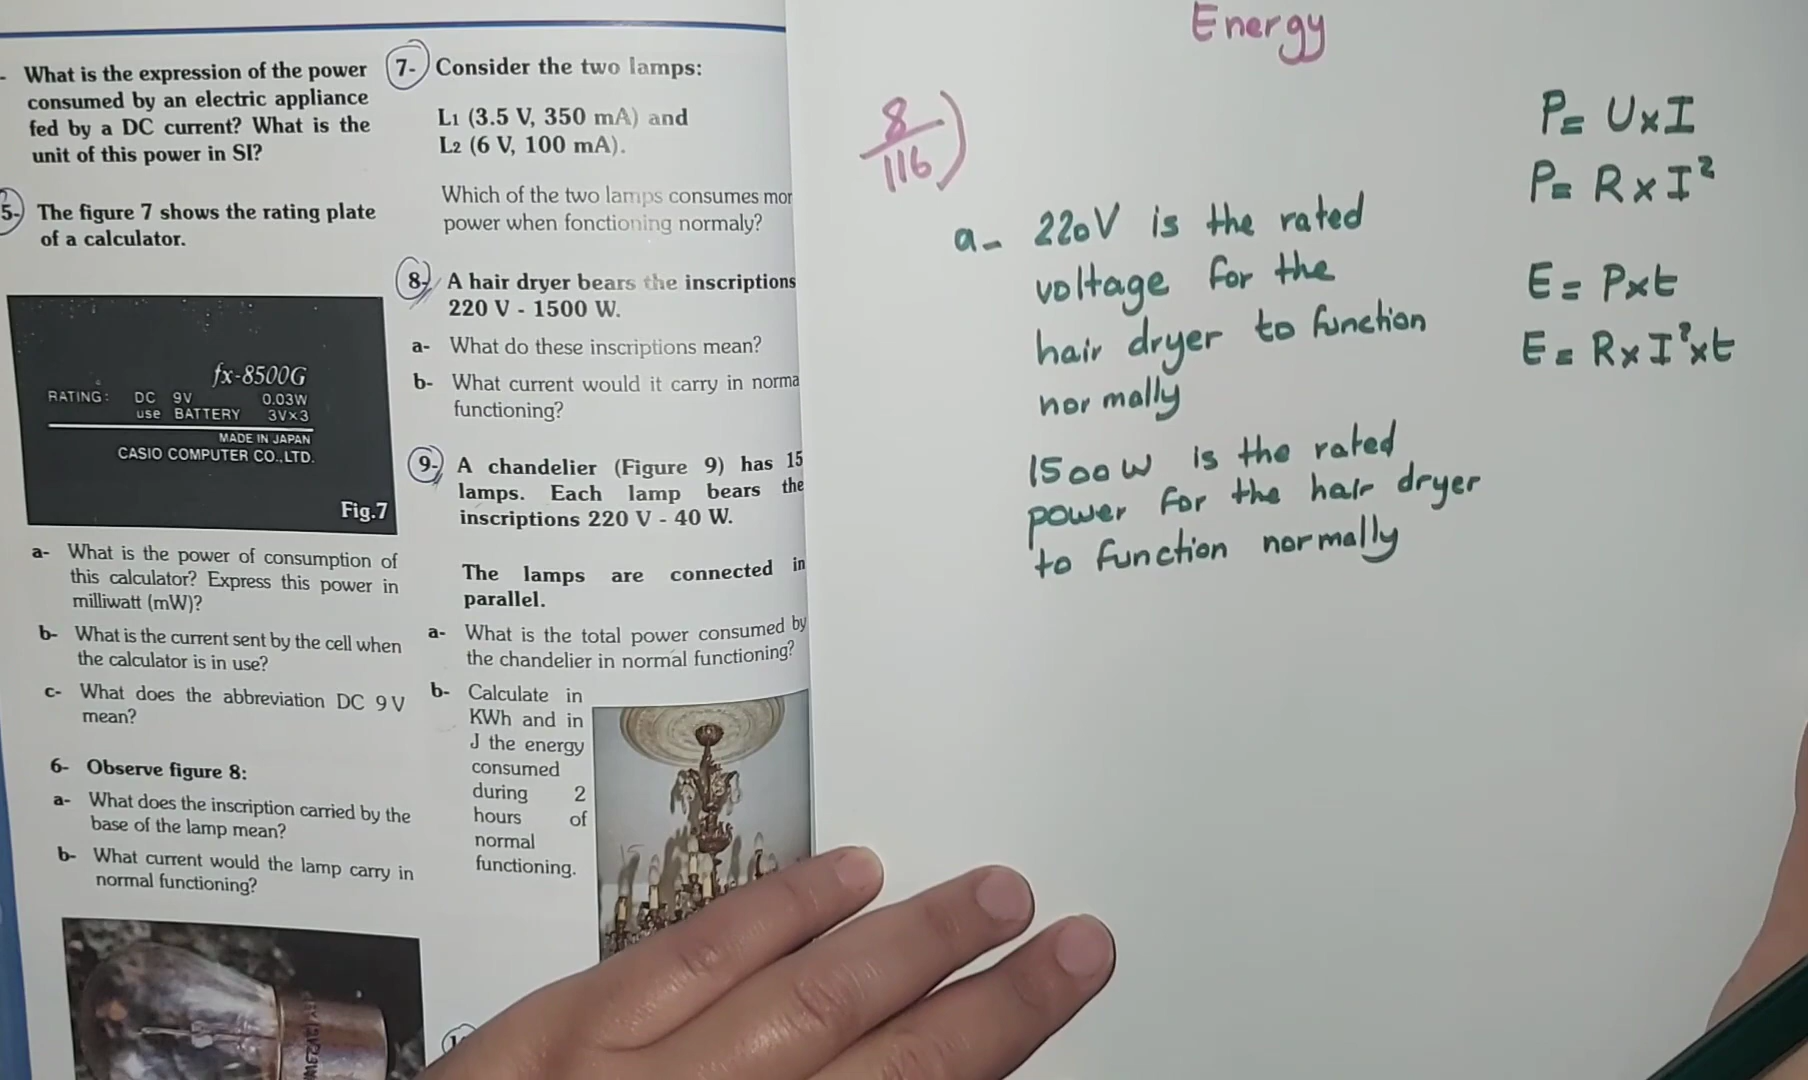 - What is the expression of the power
consumed by an electric appliance
fed by a DC current? What is the
unit of this power in SI?
5- The figure 7 shows the rating plate
of a calculator.
fx-8500G
RATING: DC 9V 0.03W
use BATTERY 3V×3
MADE IN JAPAN
CASIO COMPUTER CO.,LTD.
Fig.7
a- What is the power of consumption of
this calculator? Express this power in
milliwatt (mW)?
b- What is the current sent by the cell when
the calculator is in use?
c- What does the abbreviation DC 9 V
mean?
6- Observe figure 8:
a- What does the inscription carried by the
base of the lamp mean?
b- What current would the lamp carry in
normal functioning?
7- Consider the two lamps:
L1 (3.5 V, 350 mA) and
L2 (6 V, 100 mA).
Which of the two lamps consumes mor
power when fonctioning normaly?
8- A hair dryer bears the inscriptions
220 V - 1500 W.
a- What do these inscriptions mean?
b- What current would it carry in norma
functioning?
9- A chandelier (Figure 9) has 15
lamps. Each lamp bears the
inscriptions 220 V - 40 W.
The lamps are connected in
parallel.
a- What is the total power consumed by
the chandelier in normal functioning?
b- Calculate in
KWh and in
J the energy
consumed
during 2
hours of
normal
functioning.
15
Energy
8/116)
a- 220V is the rated
voltage for the
hair dryer to function
normally
1500W is the rated
power for the hair dryer
to function normally
P= U×I
P= R×I²
E= P×t
E= R×I²×t